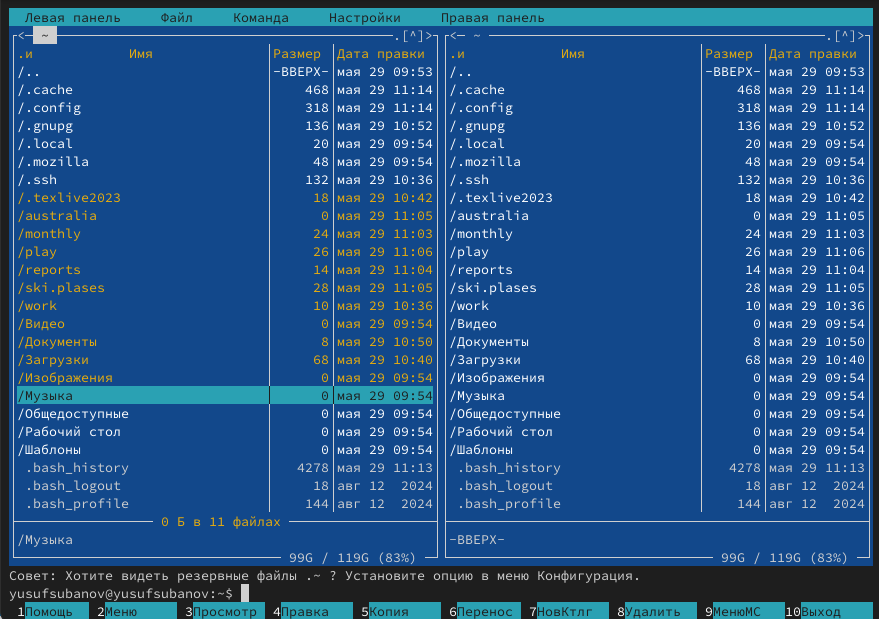 Левая панель Файл Команда Настройки Правая панель
<─ ~ .[^]> <─ ~ .[^]>
.и Имя Размер Дата правки .и Имя Размер Дата правки
/.. -ВВЕРХ- мая 29 09:53 /.. -ВВЕРХ- мая 29 09:53
/.cache 468 мая 29 11:14 /.cache 468 мая 29 11:14
/.config 318 мая 29 11:14 /.config 318 мая 29 11:14
/.gnupg 136 мая 29 10:52 /.gnupg 136 мая 29 10:52
/.local 20 мая 29 09:54 /.local 20 мая 29 09:54
/.mozilla 48 мая 29 09:54 /.mozilla 48 мая 29 09:54
/.ssh 132 мая 29 10:36 /.ssh 132 мая 29 10:36
/.texlive2023 18 мая 29 10:42 /.texlive2023 18 мая 29 10:42
/australia 0 мая 29 11:05 /australia 0 мая 29 11:05
/monthly 24 мая 29 11:03 /monthly 24 мая 29 11:03
/play 26 мая 29 11:06 /play 26 мая 29 11:06
/reports 14 мая 29 11:04 /reports 14 мая 29 11:04
/ski.plases 28 мая 29 11:05 /ski.plases 28 мая 29 11:05
/work 10 мая 29 10:36 /work 10 мая 29 10:36
/Видео 0 мая 29 09:54 /Видео 0 мая 29 09:54
/Документы 8 мая 29 10:50 /Документы 8 мая 29 10:50
/Загрузки 68 мая 29 10:40 /Загрузки 68 мая 29 10:40
/Изображения 0 мая 29 09:54 /Изображения 0 мая 29 09:54
/Музыка 0 мая 29 09:54 /Музыка 0 мая 29 09:54
/Общедоступные 0 мая 29 09:54 /Общедоступные 0 мая 29 09:54
/Рабочий стол 0 мая 29 09:54 /Рабочий стол 0 мая 29 09:54
/Шаблоны 0 мая 29 09:54 /Шаблоны 0 мая 29 09:54
.bash_history 4278 мая 29 11:13 .bash_history 4278 мая 29 11:13
.bash_logout 18 авг 12 2024 .bash_logout 18 авг 12 2024
.bash_profile 144 авг 12 2024 .bash_profile 144 авг 12 2024
0 Б в 11 файлах
/Музыка -ВВЕРХ-
99G / 119G (83%) 99G / 119G (83%)
Совет: Хотите видеть резервные файлы .~ ? Установите опцию в меню Конфигурация.
yusufsubanov@yusufsubanov:~$
1Помощь 2Меню 3Просмотр 4Правка 5Копия 6Перенос 7НовКтлг 8Удалить 9МенюМС 10Выход